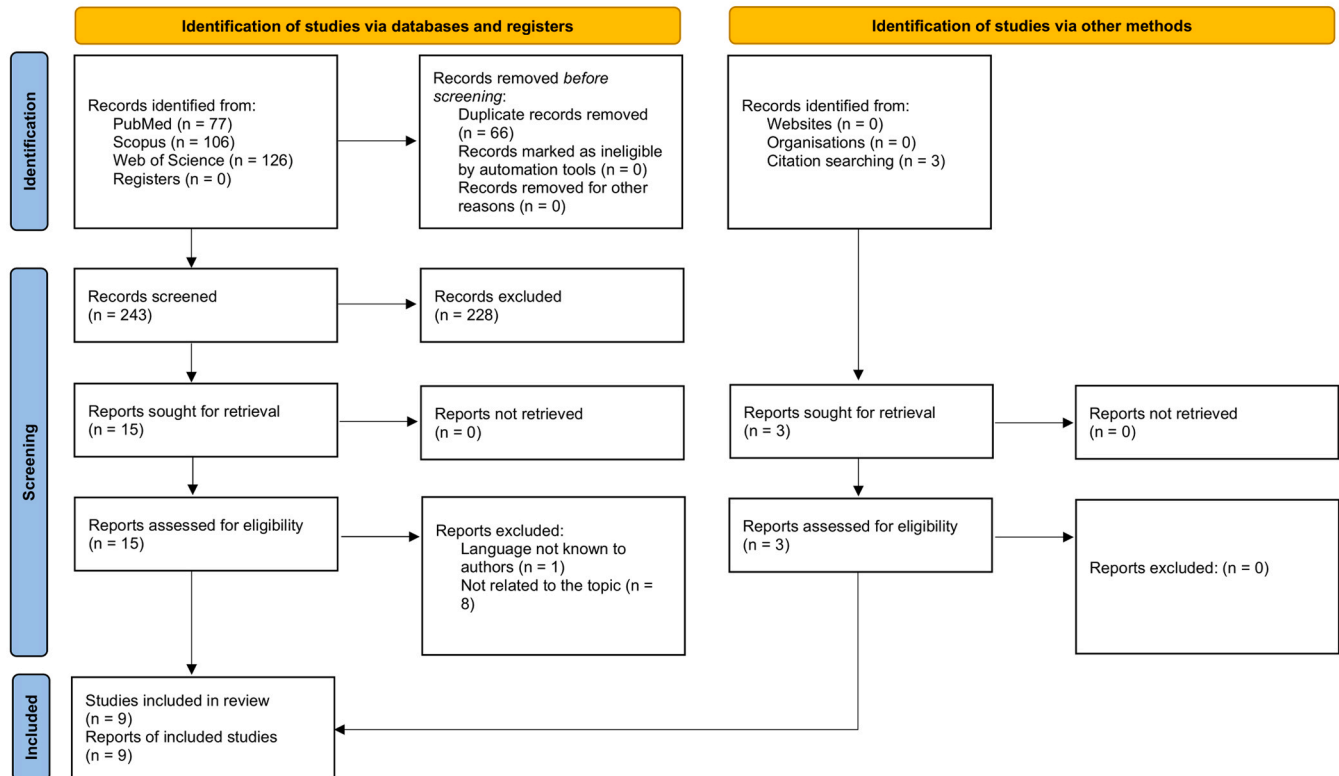 Identification of studies via databases and registers
Identification of studies via other methods
Identification
Records identified from:
PubMed (n = 77)
Scopus (n = 106)
Web of Science (n = 126)
Registers (n = 0)
Records removed before
screening:
Duplicate records removed
(n = 66)
Records marked as ineligible
by automation tools (n = 0)
Records removed for other
reasons (n = 0)
Records identified from:
Websites (n = 0)
Organisations (n = 0)
Citation searching (n = 3)
Screening
Records screened
(n = 243)
Records excluded
(n = 228)
Reports sought for retrieval
(n = 15)
Reports not retrieved
(n = 0)
Reports sought for retrieval
(n = 3)
Reports not retrieved
(n = 0)
Reports assessed for eligibility
(n = 15)
Reports excluded:
Language not known to
authors (n = 1)
Not related to the topic (n =
8)
Reports assessed for eligibility
(n = 3)
Reports excluded: (n = 0)
Included
Studies included in review
(n = 9)
Reports of included studies
(n = 9)